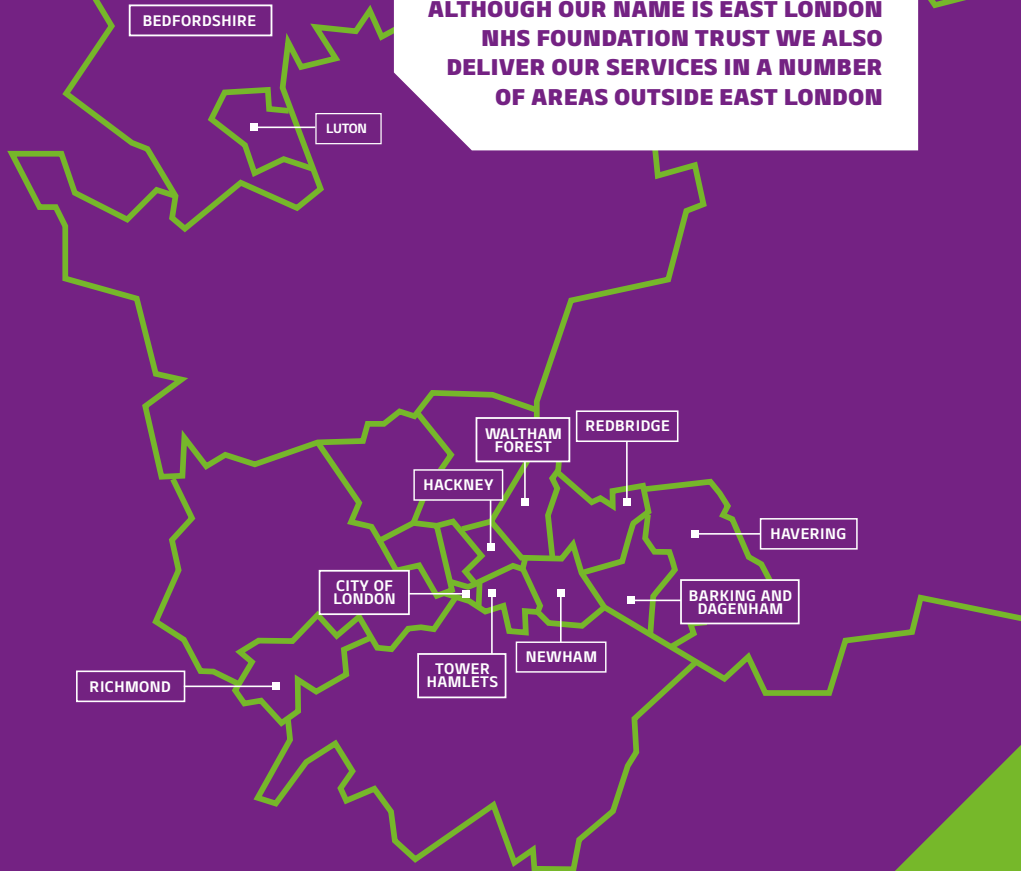 ALTHOUGH OUR NAME IS EAST LONDON
NHS FOUNDATION TRUST WE ALSO
DELIVER OUR SERVICES IN A NUMBER
OF AREAS OUTSIDE EAST LONDON
BEDFORDSHIRE
LUTON
WALTHAM
FOREST
REDBRIDGE
HACKNEY
HAVERING
CITY OF
LONDON
BARKING AND
DAGENHAM
NEWHAM
TOWER
HAMLETS
RICHMOND